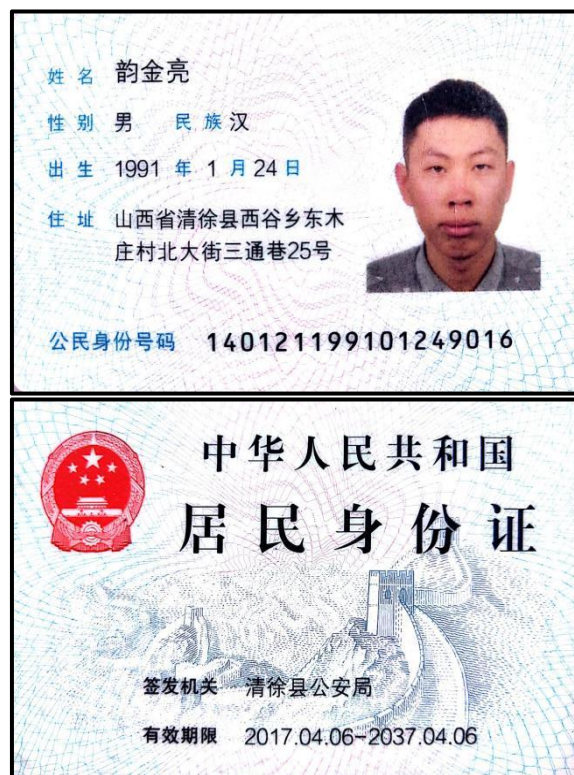 姓名 韵金亮
性别 男 民族 汉
出生 1991 年 1 月 24 日
住址 山西省清徐县西谷乡东木
庄村北大街三通巷25号
公民身份号码 140121199101249016
中华人民共和国
居民身份证
签发机关 清徐县公安局
有效期限 2017.04.06-2037.04.06